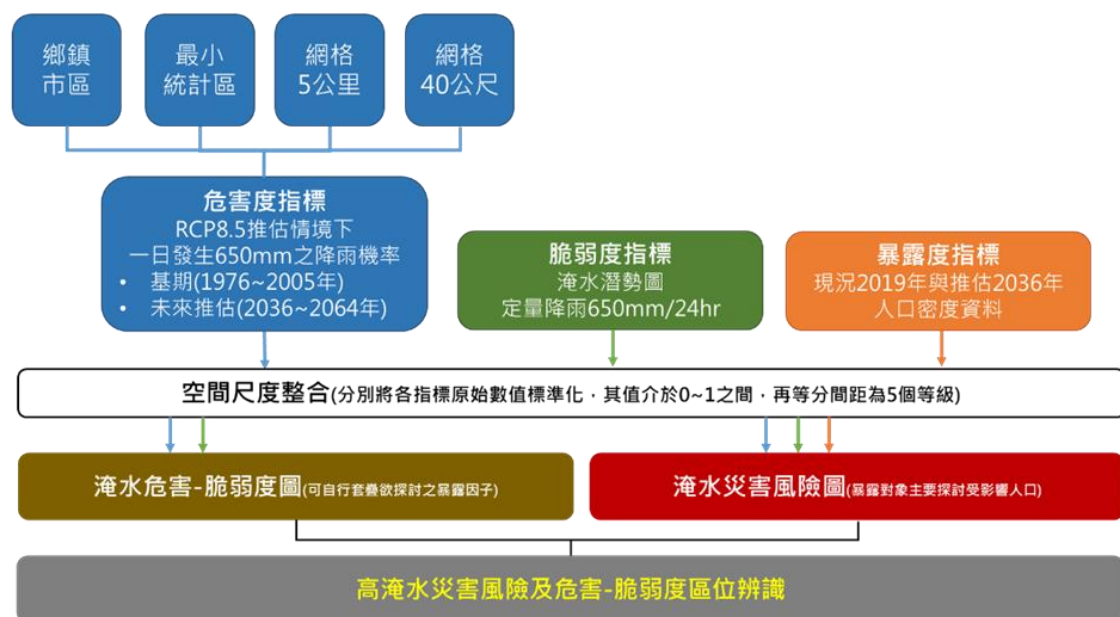 鄉鎮
市區
最小
統計區
網格
5公里
網格
40公尺
危害度指標
RCP8.5推估情境下
一日發生650mm之降雨機率
• 基期(1976~2005年)
• 未來推估(2036~2064年)
脆弱度指標
淹水潛勢圖
定量降雨650mm/24hr
暴露度指標
現況2019年與推估2036年
人口密度資料
空間尺度整合(分別將各指標原始數值標準化，其值介於0~1之間，再等分間距為5個等級)
淹水危害-脆弱度圖(可自行套疊欲探討之暴露因子)
淹水災害風險圖(暴露對象主要探討受影響人口)
高淹水災害風險及危害-脆弱度區位辨識